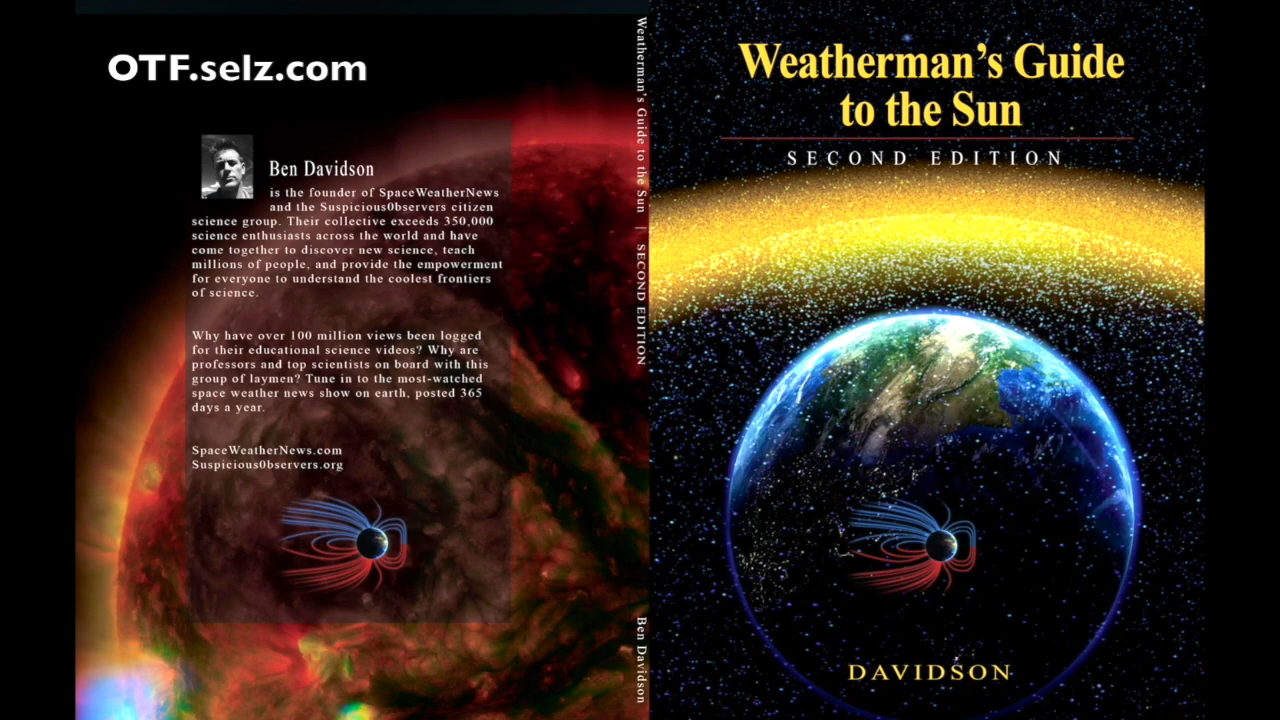 OTF.selz.com
Ben Davidson
is the founder of SpaceWeatherNews
and the Suspicious0bservers citizen
science group. Their collective exceeds 350,000
science enthusiasts across the world and have
come together to discover new science, teach
millions of people, and provide the empowerment
for everyone to understand the coolest frontiers
of science.
Why have over 100 million views been logged
for their educational science videos? Why are
professors and top scientists on board with this
group of laymen? Tune in to the most-watched
space weather news show on earth, posted 365
days a year.
SpaceWeatherNews.com
Suspicious0bservers.org
Weatherman's Guide to the Sun | SECOND EDITION
Ben Davidson
Weatherman's Guide
to the Sun
SECOND EDITION
DAVIDSON